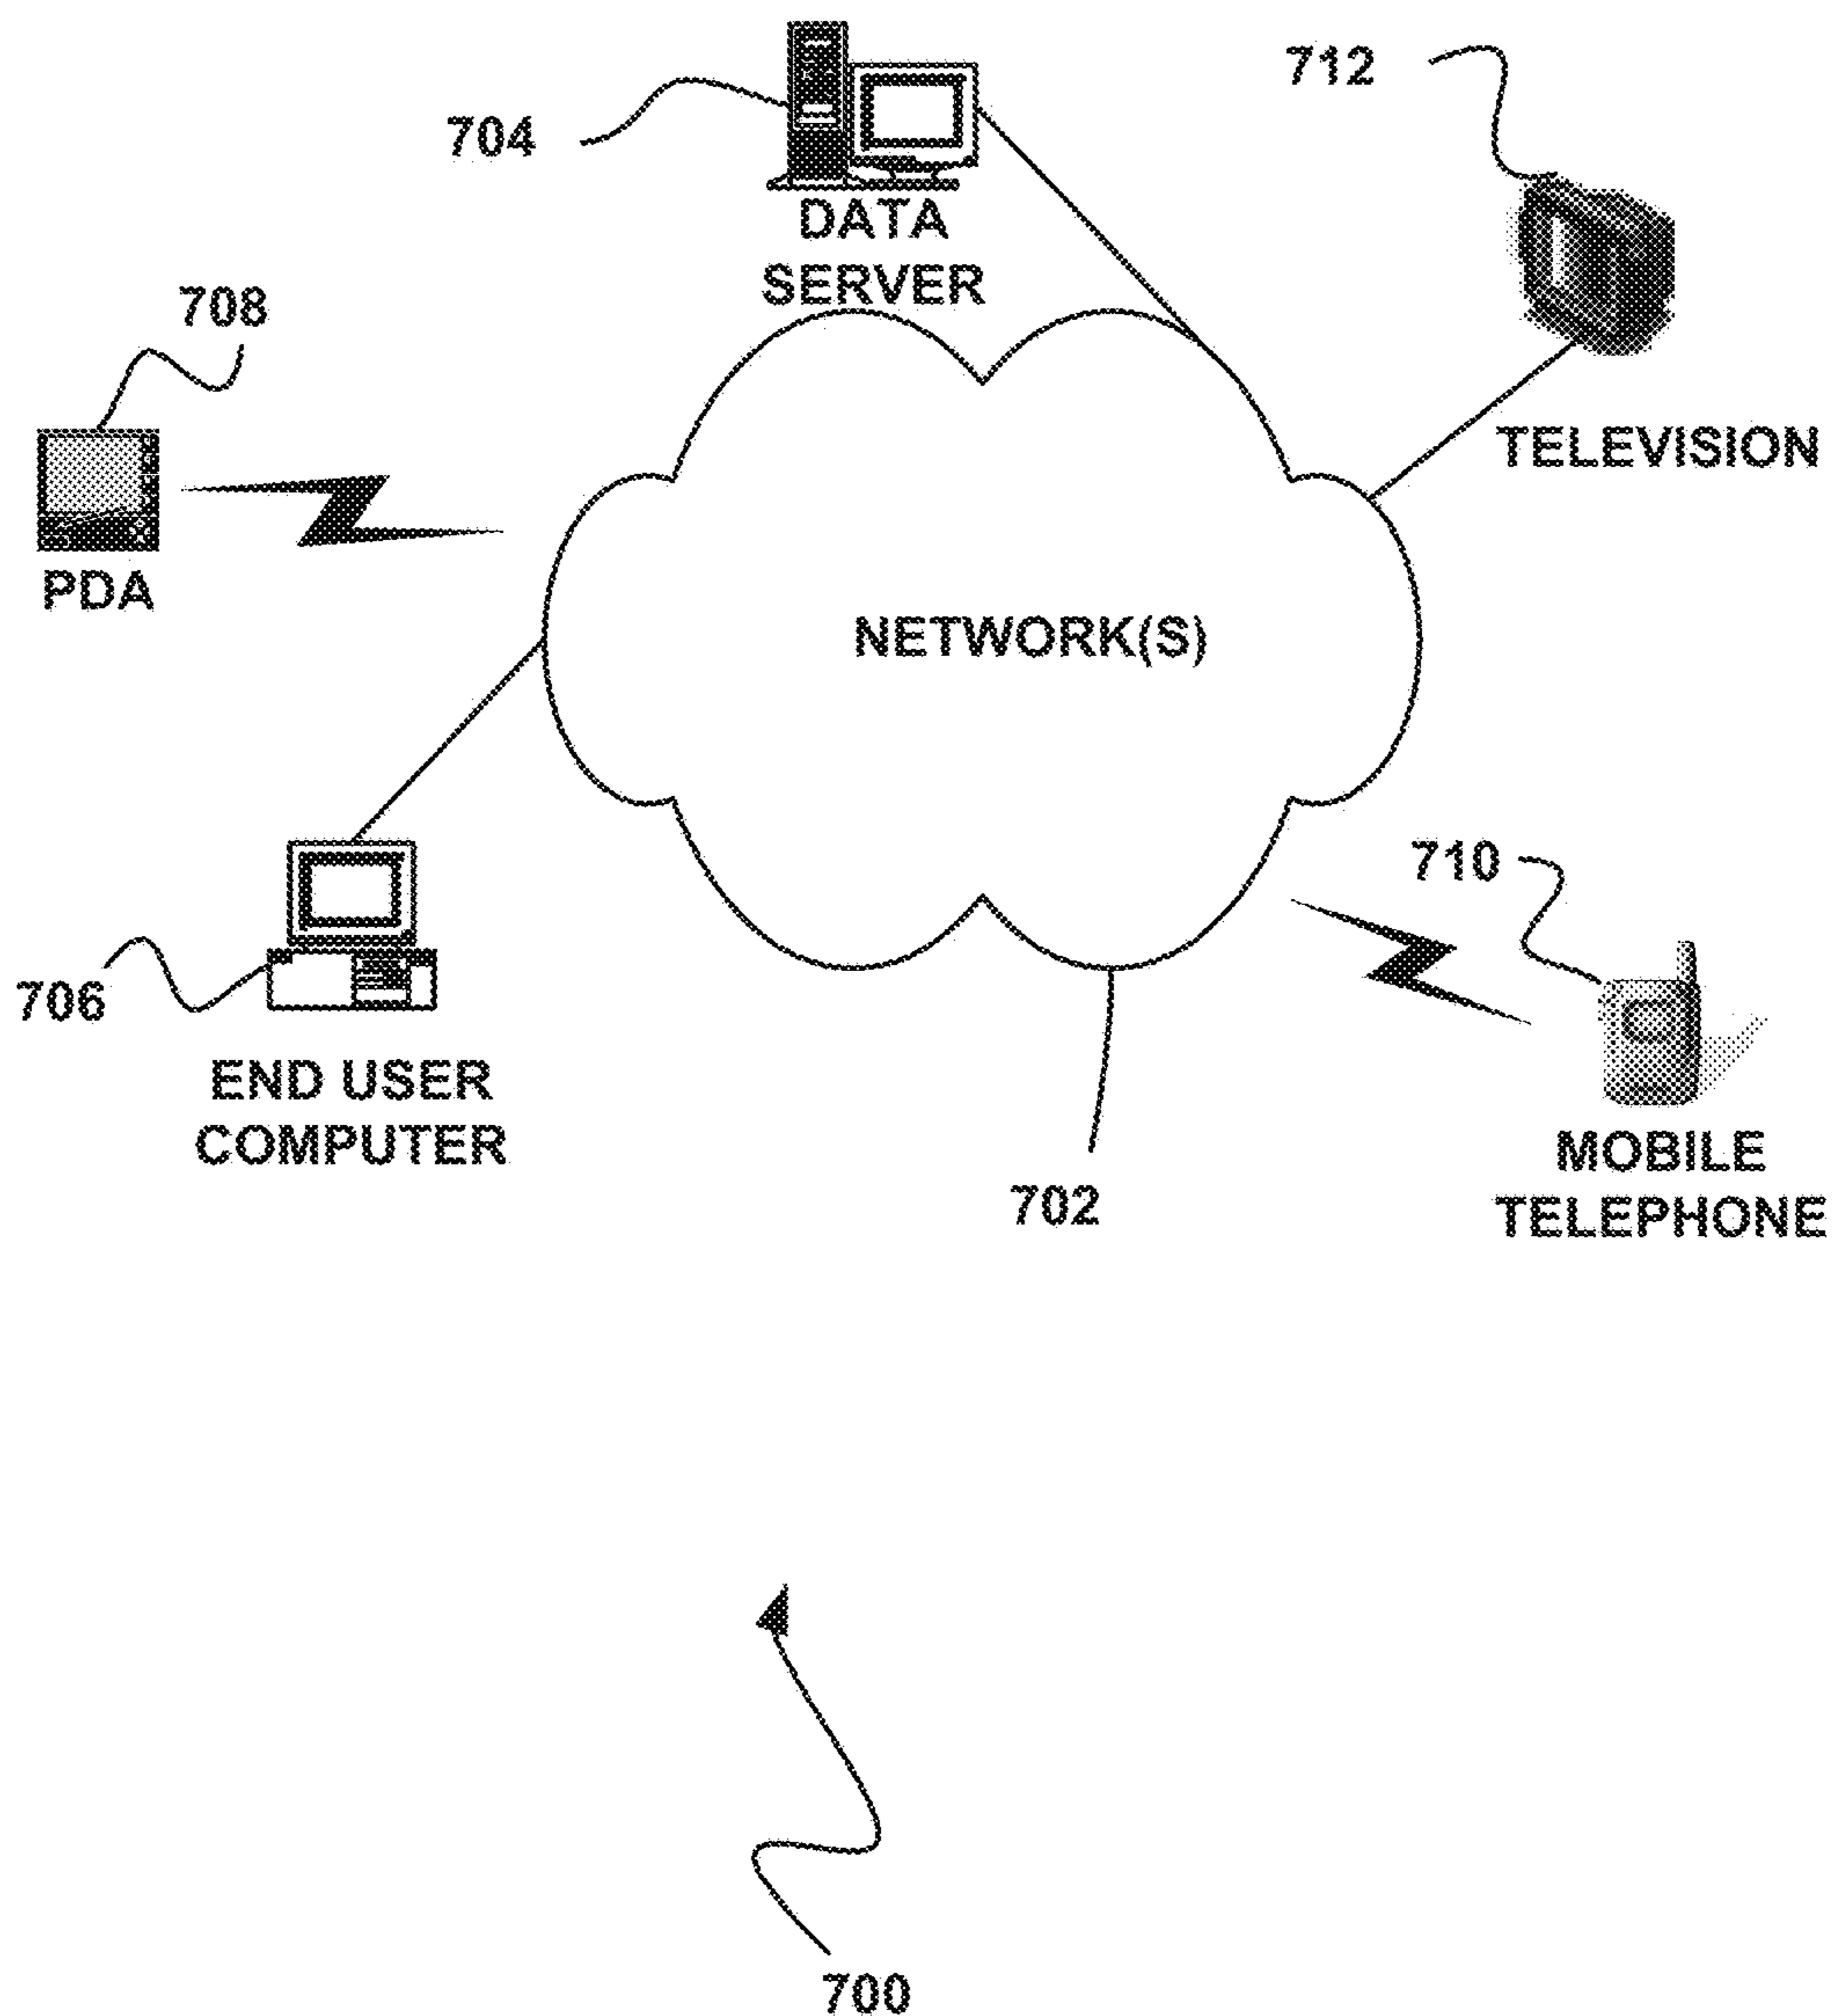 712
704
DATA
SERVER
708
TELEVISION
PDA
NETWORK(S)
710
706
END USER
COMPUTER
702
MOBILE
TELEPHONE
700